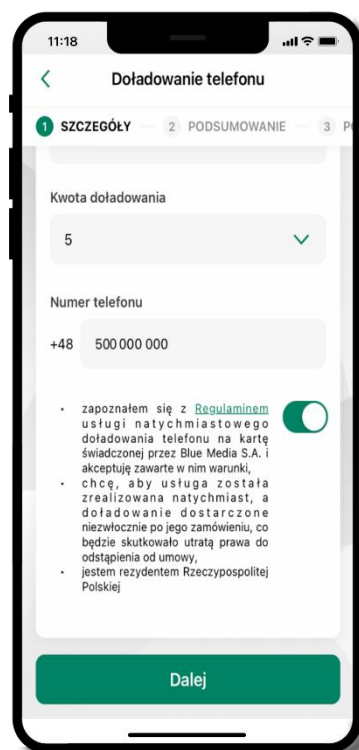 11:18
Doładowanie telefonu
1 SZCZEGÓŁY 2 PODSUMOWANIE 3
Kwota doładowania
5
Numer telefonu
+48 500 000 000
• zapoznałem się z Regulaminem
usługi natychmiastowego
doładowania telefonu na kartę
świadczonej przez Blue Media S.A. i
akceptuję zawarte w nim warunki,
• chcę, aby usługa została
zrealizowana natychmiast, a
doładowanie dostarczone
niezwłocznie po jego zamówieniu, co
będzie skutkowało utratą prawa do
odstąpienia od umowy,
• jestem rezydentem Rzeczypospolitej
Polskiej
Dalej